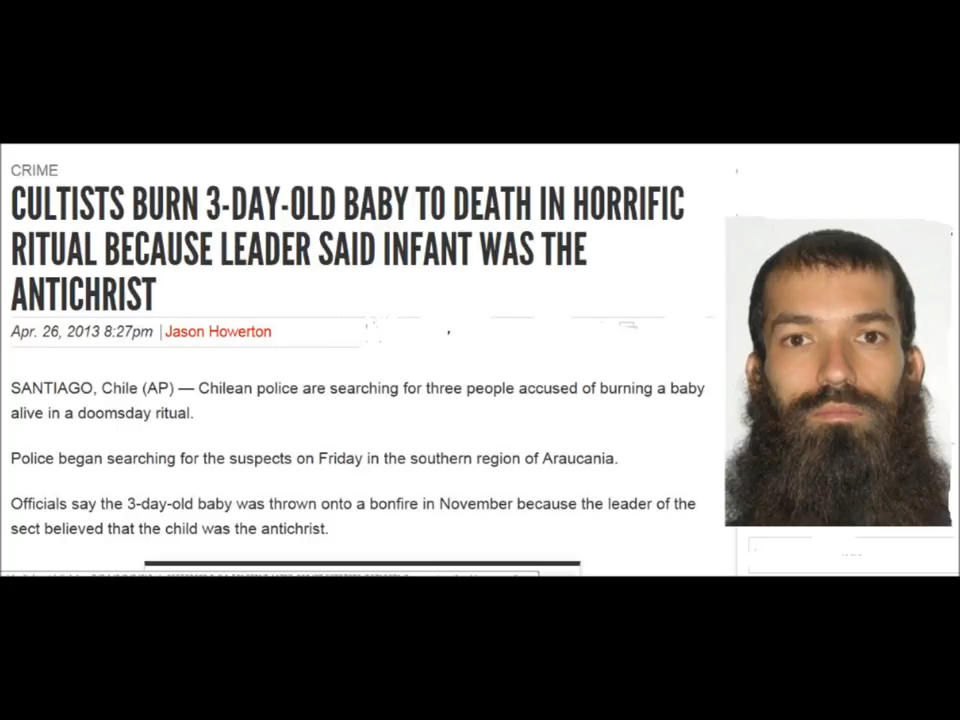 CRIME
CULTISTS BURN 3-DAY-OLD BABY TO DEATH IN HORRIFIC
RITUAL BECAUSE LEADER SAID INFANT WAS THE
ANTICHRIST
Apr. 26, 2013 8:27pm | Jason Howerton
SANTIAGO, Chile (AP) — Chilean police are searching for three people accused of burning a baby
alive in a doomsday ritual.
Police began searching for the suspects on Friday in the southern region of Araucania.
Officials say the 3-day-old baby was thrown onto a bonfire in November because the leader of the
sect believed that the child was the antichrist.